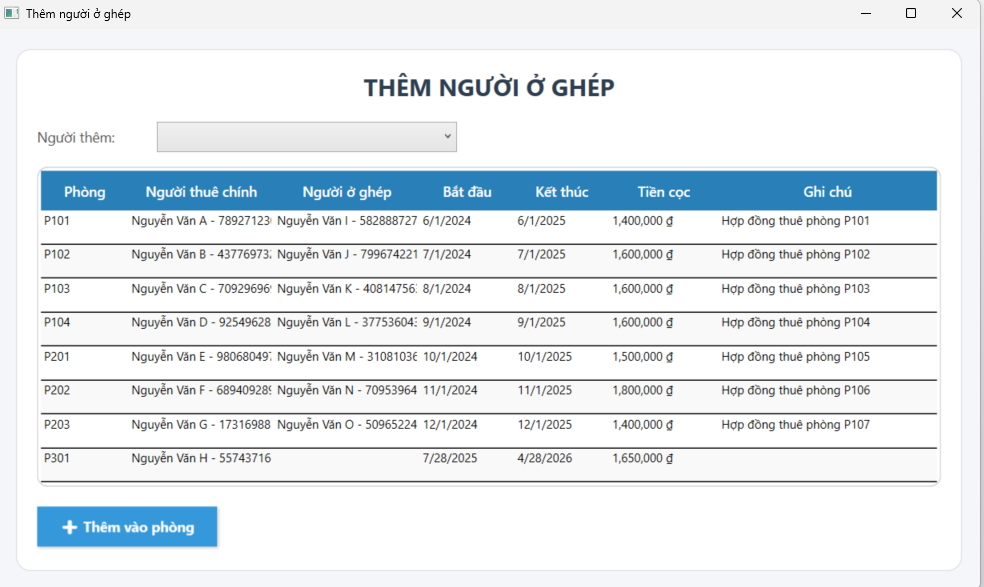 Thêm người ở ghép
THÊM NGƯỜI Ở GHÉP
Người thêm:
Phòng Người thuê chính Người ở ghép Bắt đầu Kết thúc Tiền cọc Ghi chú
P101 Nguyễn Văn A - 78927123 Nguyễn Văn I - 582888727 6/1/2024 6/1/2025 1,400,000 ₫ Hợp đồng thuê phòng P101
P102 Nguyễn Văn B - 43776973 Nguyễn Văn J - 799674221 7/1/2024 7/1/2025 1,600,000 ₫ Hợp đồng thuê phòng P102
P103 Nguyễn Văn C - 70929696 Nguyễn Văn K - 40814756 8/1/2024 8/1/2025 1,600,000 ₫ Hợp đồng thuê phòng P103
P104 Nguyễn Văn D - 92549628 Nguyễn Văn L - 37753604 9/1/2024 9/1/2025 1,600,000 ₫ Hợp đồng thuê phòng P104
P201 Nguyễn Văn E - 98068049 Nguyễn Văn M - 31081036 10/1/2024 10/1/2025 1,500,000 ₫ Hợp đồng thuê phòng P105
P202 Nguyễn Văn F - 68940928 Nguyễn Văn N - 70953964 11/1/2024 11/1/2025 1,800,000 ₫ Hợp đồng thuê phòng P106
P203 Nguyễn Văn G - 17316988 Nguyễn Văn O - 50965224 12/1/2024 12/1/2025 1,400,000 ₫ Hợp đồng thuê phòng P107
P301 Nguyễn Văn H - 55743716 7/28/2025 4/28/2026 1,650,000 ₫
Thêm vào phòng